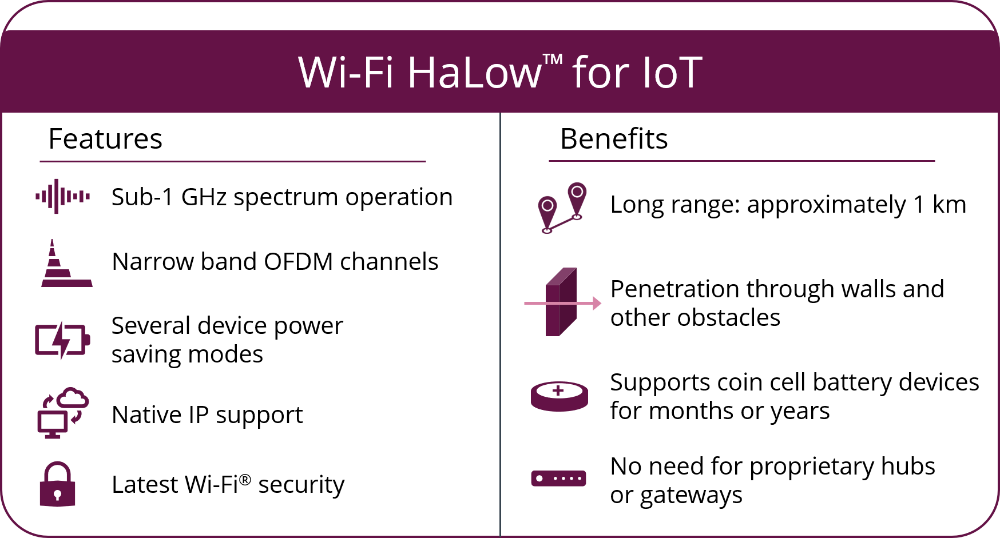 Wi-Fi HaLow™ for IoT
Features
Sub-1 GHz spectrum operation
Narrow band OFDM channels
Several device power
saving modes
Native IP support
Latest Wi-Fi® security
Benefits
Long range: approximately 1 km
Penetration through walls and
other obstacles
Supports coin cell battery devices
for months or years
No need for proprietary hubs
or gateways